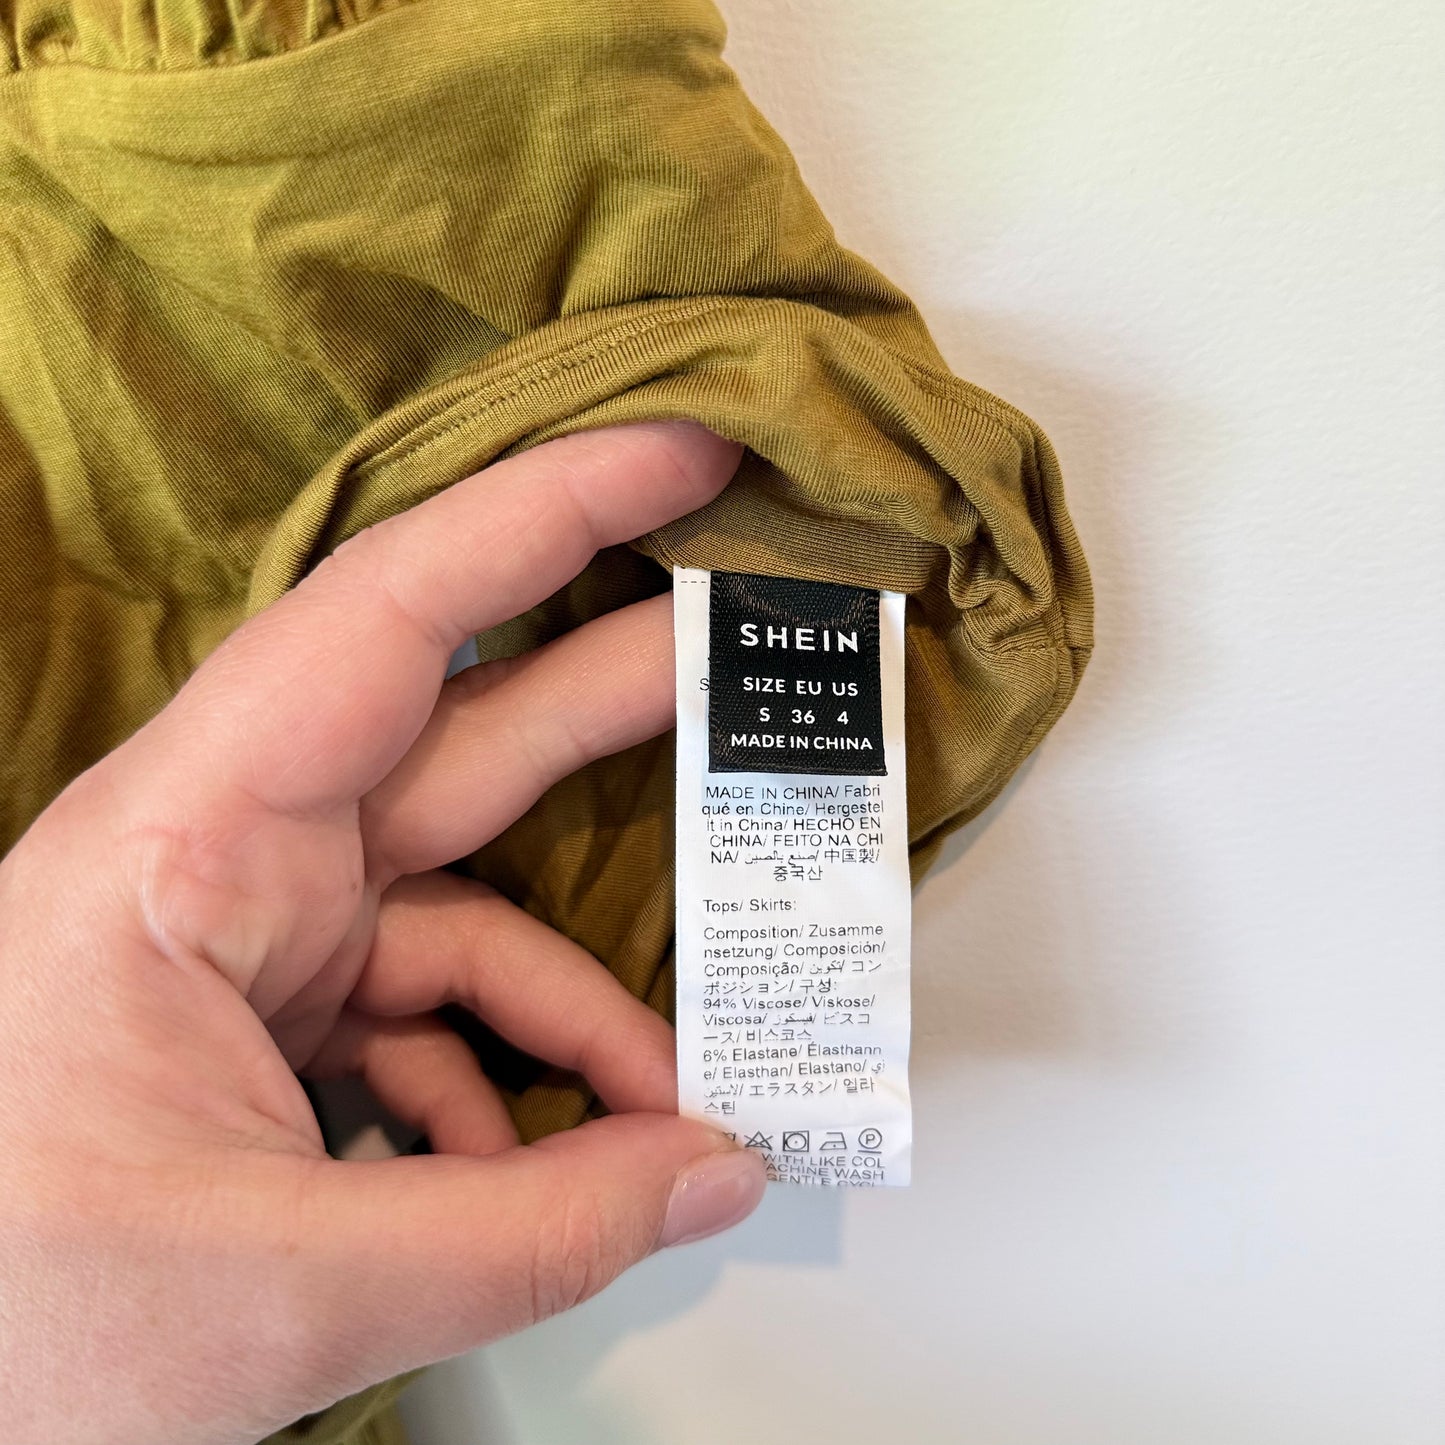 SHEIN
SIZE EU US
S 36 4
MADE IN CHINA
S
MADE IN CHINA/ Fabri
qué en Chine/ Hergestel
lt in China/ HECHO EN
CHINA/ FEITO NA CHI
NA/ صنع بالصين/ 中国製/
중국산
Tops/ Skirts:
Composition/ Zusamme
nsetzung/ Composición/
Composição/ تكوين/ コン
ポジション/ 구성:
94% Viscose/ Viskose/
Viscosa/ فيسكوز/ ビスコ
ース/ 비스코스
6% Elastane/ Élasthann
e/ Elasthan/ Elastano/
/ エラスタン/ 엘라
스틴
P
WITH LIKE COL
MACHINE WASH
GENTLE CYCL